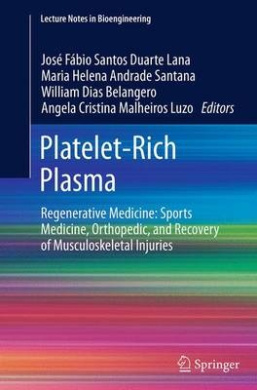 Lecture Notes in Bioengineering
José Fábio Santos Duarte Lana
Maria Helena Andrade Santana
William Dias Belangero
Angela Cristina Malheiros Luzo Editors
Platelet-Rich
Plasma
Regenerative Medicine: Sports
Medicine, Orthopedic, and Recovery
of Musculoskeletal Injuries
Springer